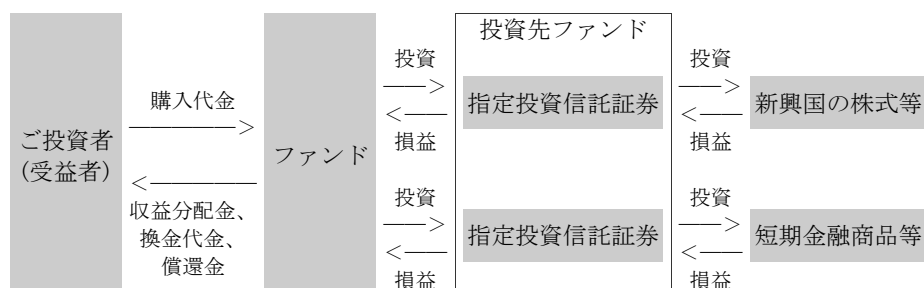 投資先ファンド
投資
投資
購入代金
指定投資信託証券
新興国の株式等
損益
損益
ご投資者
(受益者)
ファンド
収益分配金、
換金代金、
償還金
投資
投資
指定投資信託証券
短期金融商品等
損益
損益